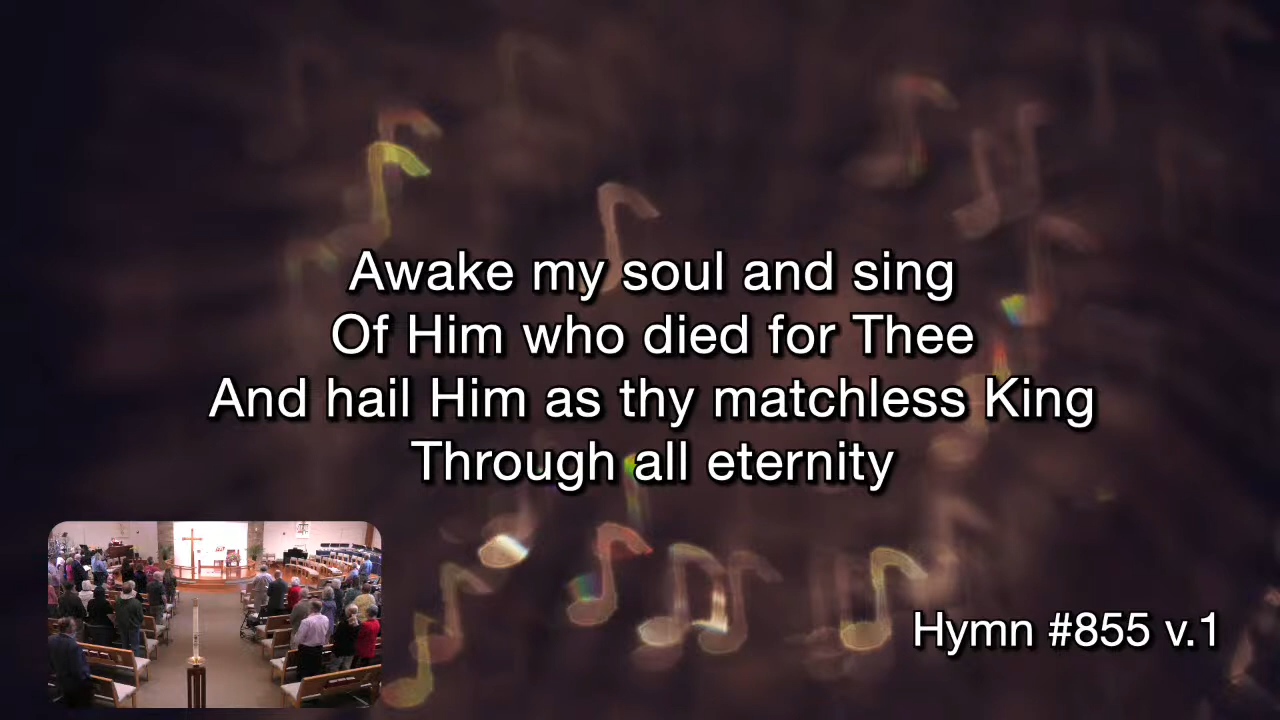 Awake my soul and sing
Of Him who died for Thee
And hail Him as thy matchless King
Through all eternity
Hymn #855 v.1